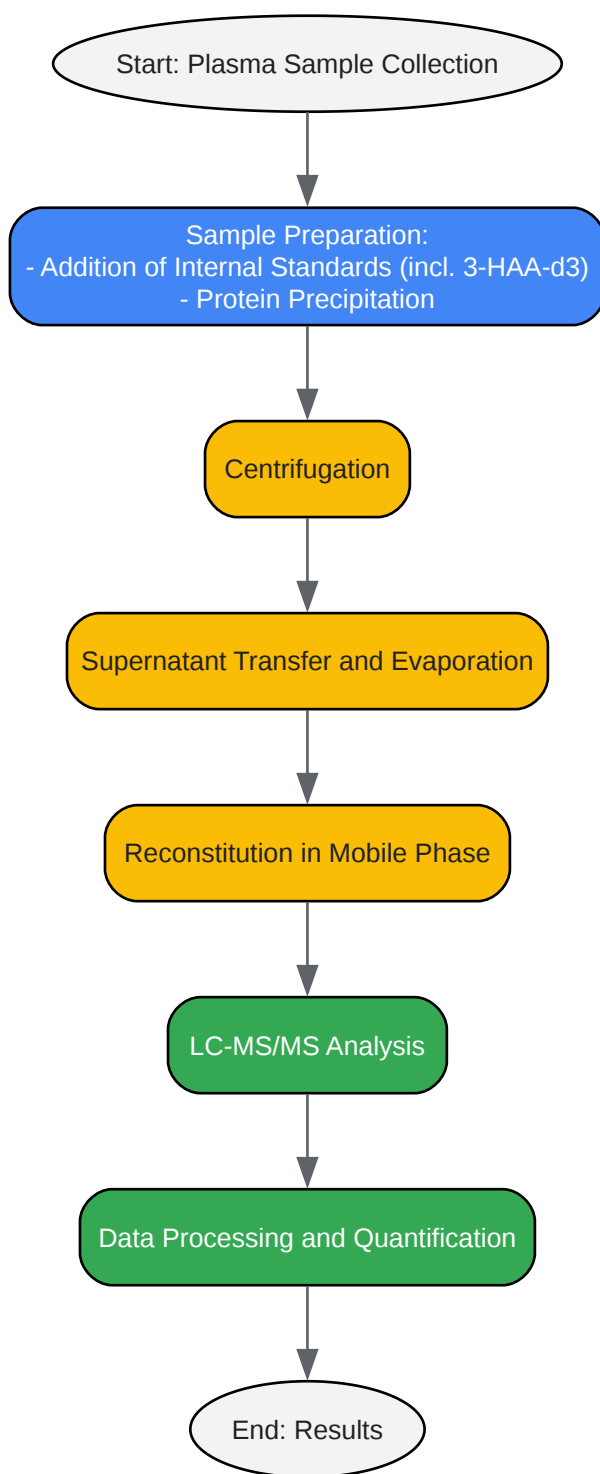 Start: Plasma Sample Collection
Sample Preparation:
- Addition of Internal Standards (incl. 3-HAA-d3)
- Protein Precipitation
Centrifugation
Supernatant Transfer and Evaporation
Reconstitution in Mobile Phase
LC-MS/MS Analysis
Data Processing and Quantification
End: Results